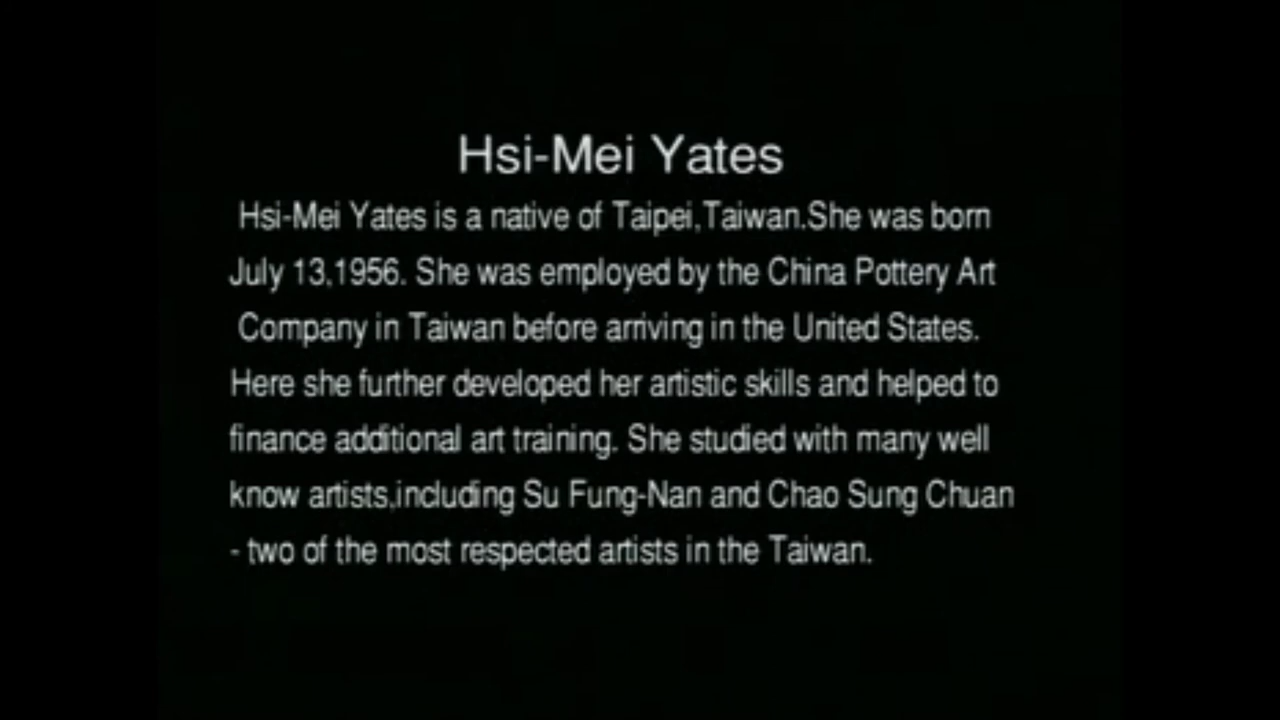 Hsi-Mei Yates
Hsi-Mei Yates is a native of Taipei,Taiwan.She was born
July 13,1956. She was employed by the China Pottery Art
Company in Taiwan before arriving in the United States.
Here she further developed her artistic skills and helped to
finance additional art training. She studied with many well
know artists,including Su Fung-Nan and Chao Sung Chuan
- two of the most respected artists in the Taiwan.